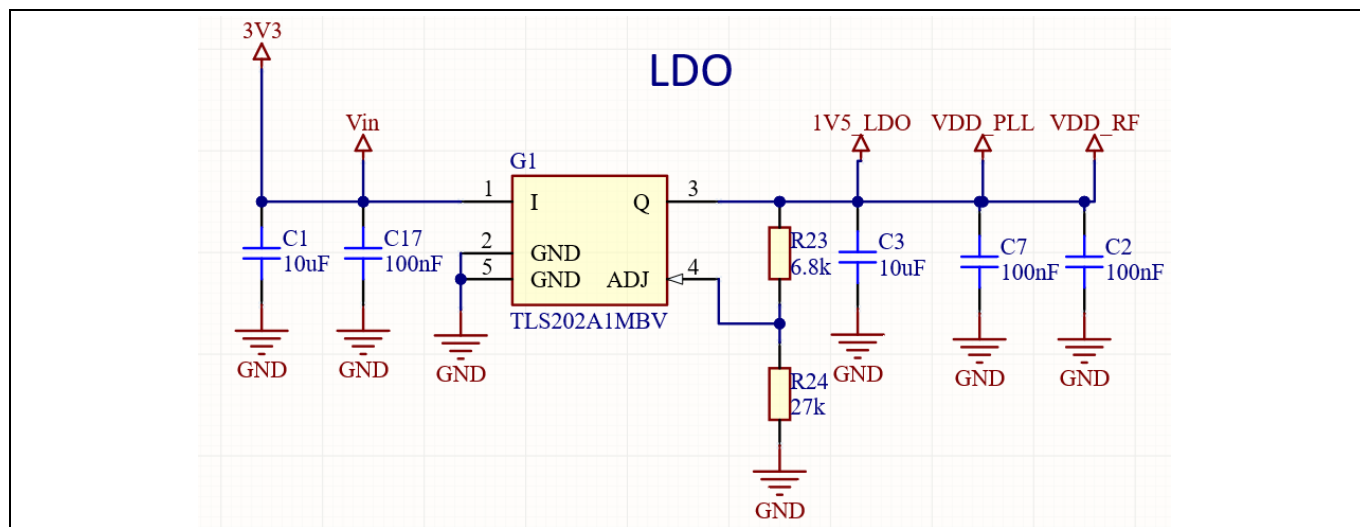 LDO
3V3
Vin
1V5_LDO
VDD_PLL
VDD_RF
G1
1
I
Q
3
2
GND
5
GND
ADJ
4
TLS202A1MBV
C1
10uF
C17
100nF
R23
6.8k
C3
10uF
C7
100nF
C2
100nF
R24
27k
GND
GND
GND
GND
GND
GND
GND